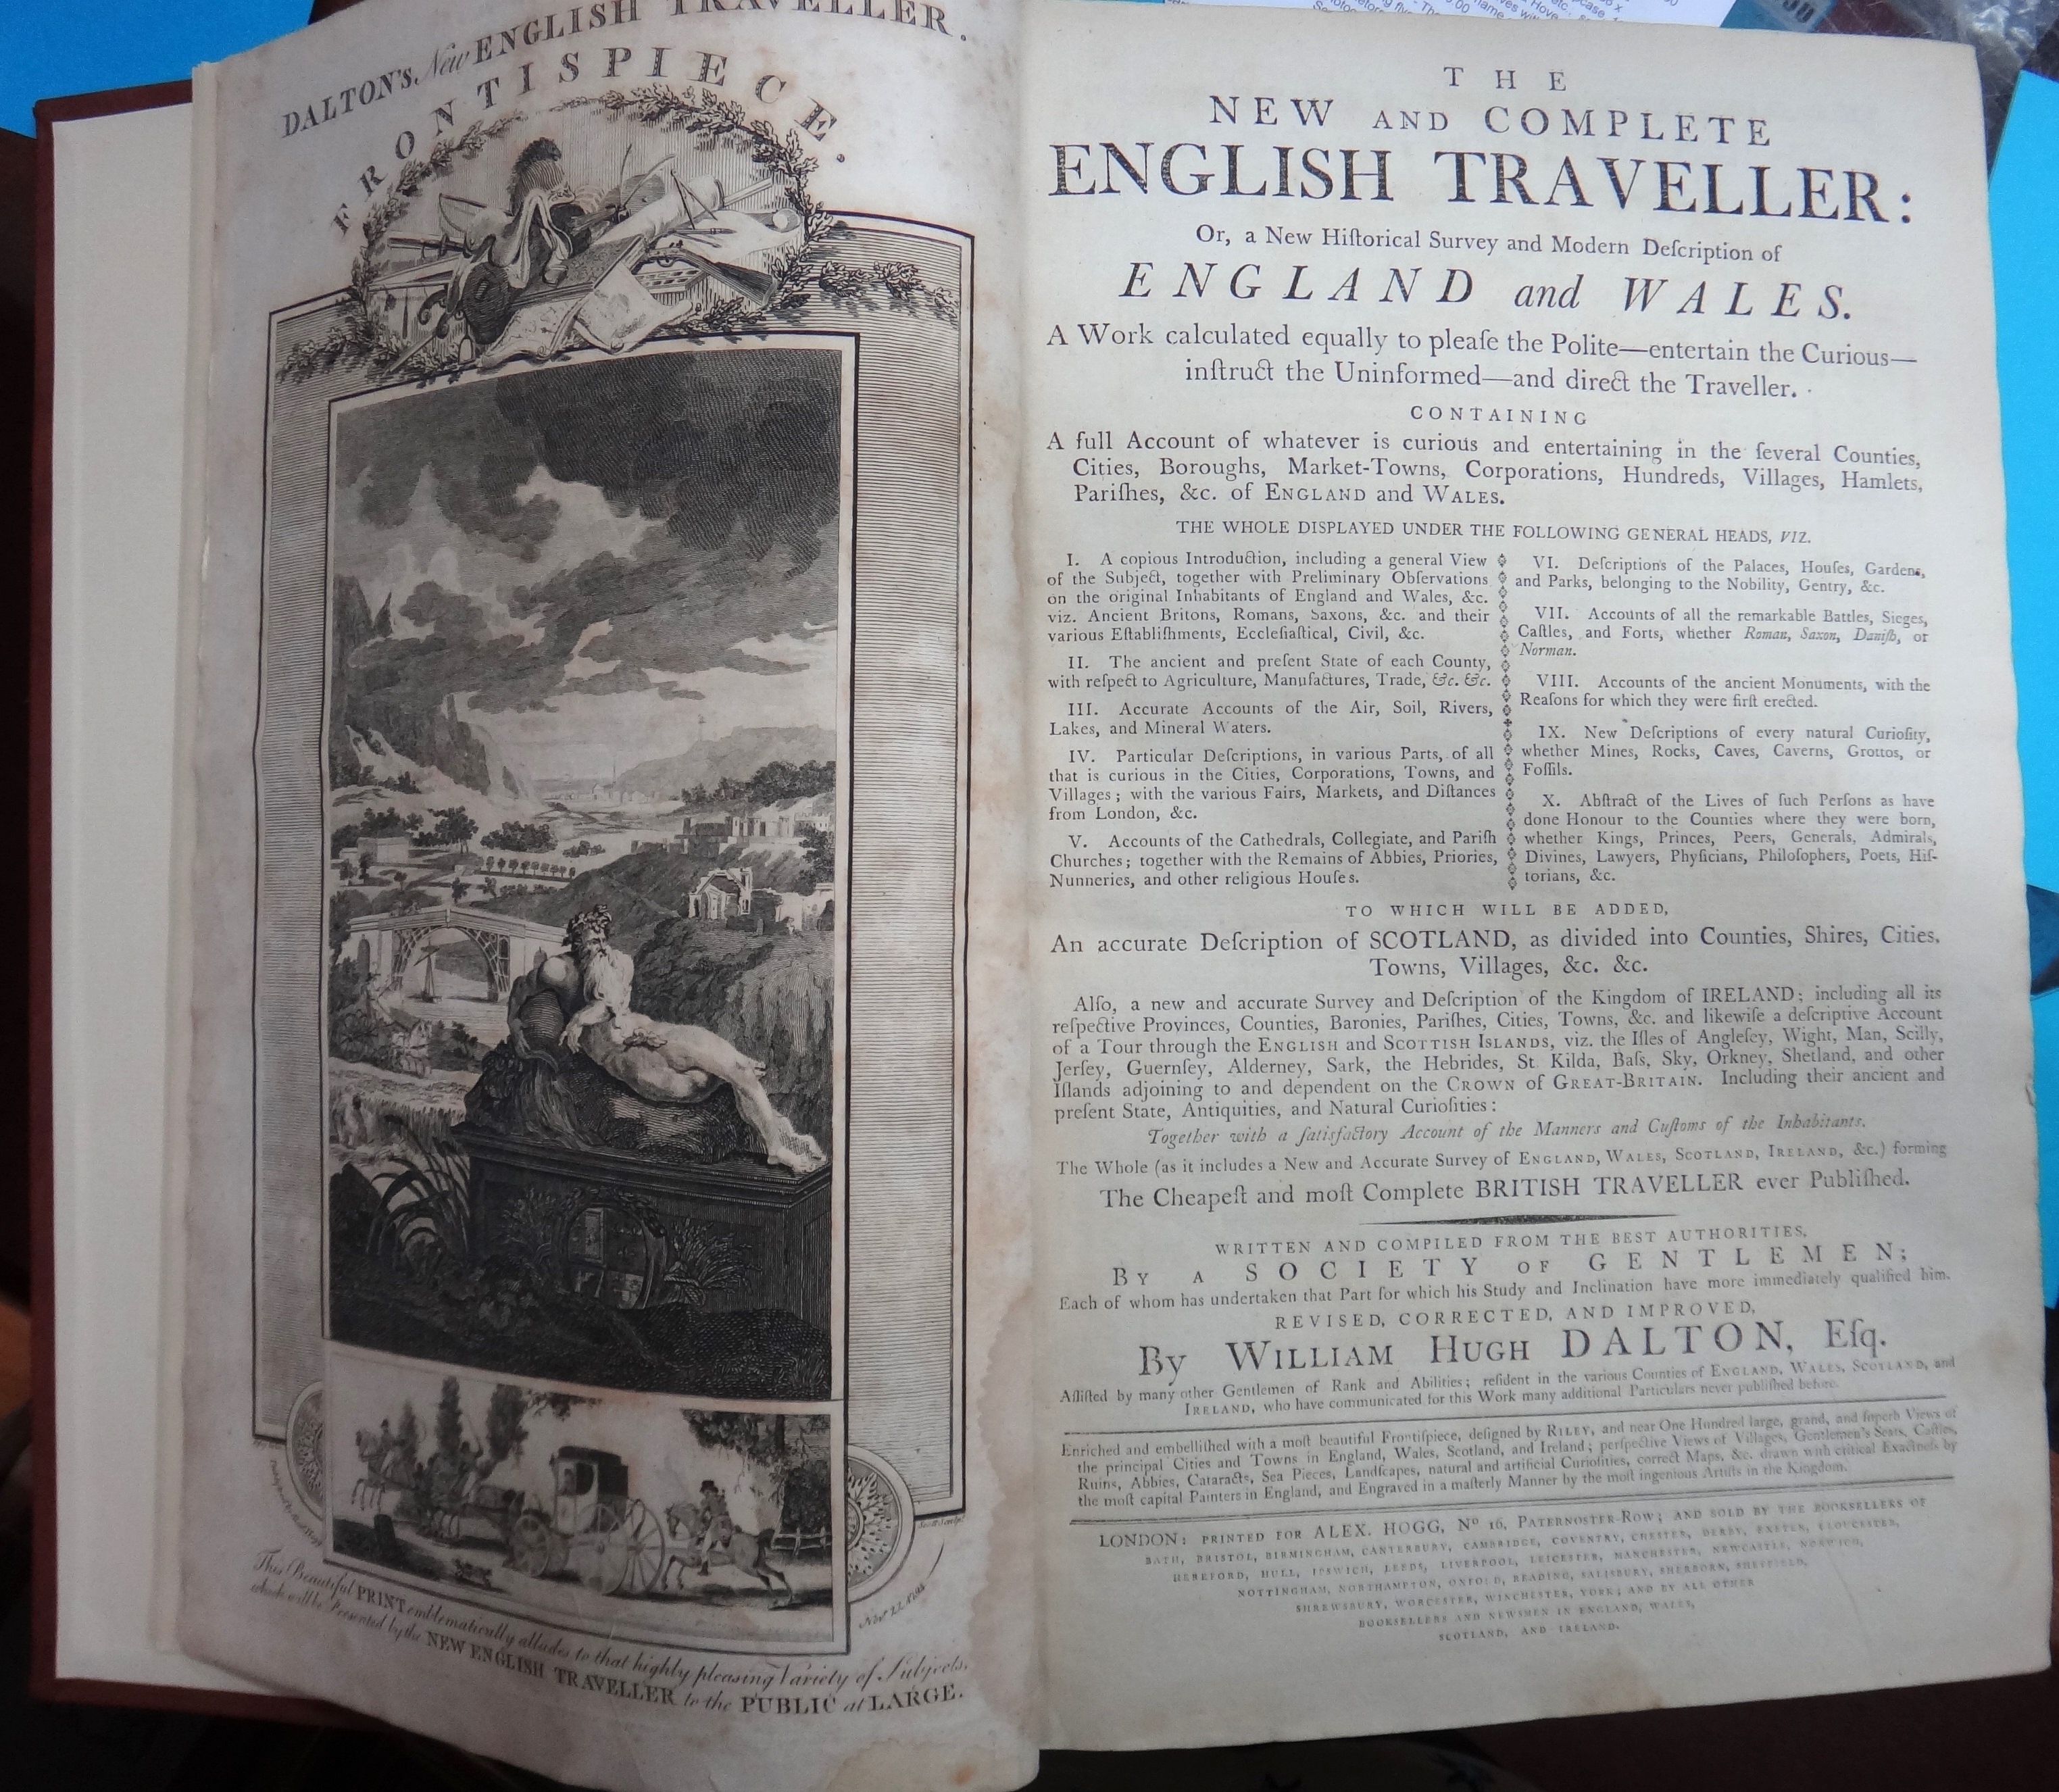 DALTON's New ENGLISH TRAVELLER.
FRONTISPIECE.
This Beautiful PRINT emblematically alludes to that highly pleasing Variety of Subjects,
which will be Presented by the NEW ENGLISH TRAVELLER to the PUBLIC at LARGE.
THE
NEW AND COMPLETE
ENGLISH TRAVELLER:
Or, a New Hiſtorical Survey and Modern Deſcription of
ENGLAND and WALES.
A Work calculated equally to pleaſe the Polite—entertain the Curious—
inſtruct the Uninformed—and direct the Traveller.
CONTAINING
A full Account of whatever is curious and entertaining in the ſeveral Counties,
Cities, Boroughs, Market-Towns, Corporations, Hundreds, Villages, Hamlets,
Pariſhes, &c. of ENGLAND and WALES.
THE WHOLE DISPLAYED UNDER THE FOLLOWING GENERAL HEADS, VIZ.
I. A copious Introduction, including a general View
of the Subject, together with Preliminary Obſervations
on the original Inhabitants of England and Wales, &c.
viz. Ancient Britons, Romans, Saxons, &c. and their
various Eſtabliſhments, Eccleſiaſtical, Civil, &c.
II. The ancient and preſent State of each County,
with reſpect to Agriculture, Manufactures, Trade, &c. &c.
III. Accurate Accounts of the Air, Soil, Rivers,
Lakes, and Mineral Waters.
IV. Particular Deſcriptions, in various Parts, of all
that is curious in the Cities, Corporations, Towns, and
Villages; with the various Fairs, Markets, and Diſtances
from London, &c.
V. Accounts of the Cathedrals, Collegiate, and Pariſh
Churches; together with the Remains of Abbies, Priories,
Nunneries, and other religious Houſes.
VI. Deſcriptions of the Palaces, Houſes, Gardens,
and Parks, belonging to the Nobility, Gentry, &c.
VII. Accounts of all the remarkable Battles, Sieges,
Caſtles, and Forts, whether Roman, Saxon, Daniſh, or
Norman.
VIII. Accounts of the ancient Monuments, with the
Reaſons for which they were firſt erected.
IX. New Deſcriptions of every natural Curioſity,
whether Mines, Rocks, Caves, Caverns, Grottos, or
Foſſils.
X. Abſtract of the Lives of ſuch Perſons as have
done Honour to the Counties where they were born,
whether Kings, Princes, Peers, Generals, Admirals,
Divines, Lawyers, Phyſicians, Philoſophers, Poets, Hiſ-
torians, &c.
TO WHICH WILL BE ADDED,
An accurate Deſcription of SCOTLAND, as divided into Counties, Shires, Cities,
Towns, Villages, &c. &c.
Alſo, a new and accurate Survey and Deſcription of the Kingdom of IRELAND; including all its
reſpective Provinces, Counties, Baronies, Pariſhes, Cities, Towns, &c. and likewiſe a deſcriptive Account
of a Tour through the ENGLISH and SCOTTISH ISLANDS, viz. the Iſles of Angleſey, Wight, Man, Scilly,
Jerſey, Guernſey, Alderney, Sark, the Hebrides, St. Kilda, Baſs, Sky, Orkney, Shetland, and other
Iſlands adjoining to and dependent on the CROWN of GREAT-BRITAIN. Including their ancient and
preſent State, Antiquities, and Natural Curioſities:
Together with a ſatisfactory Account of the Manners and Cuſtoms of the Inhabitants.
The Whole (as it includes a New and Accurate Survey of ENGLAND, WALES, SCOTLAND, IRELAND, &c.) forming
The Cheapeſt and moſt Complete BRITISH TRAVELLER ever Publiſhed.
WRITTEN AND COMPILED FROM THE BEST AUTHORITIES,
BY A SOCIETY OF GENTLEMEN;
Each of whom has undertaken that Part for which his Study and Inclination have more immediately qualified him.
REVISED, CORRECTED, AND IMPROVED,
By WILLIAM HUGH DALTON, Eſq.
Aſſiſted by many other Gentlemen of Rank and Abilities; reſident in the various Counties of ENGLAND, WALES, SCOTLAND, and
IRELAND, who have communicated for this Work many additional Particulars never publiſhed before.
Enriched and embelliſhed with a moſt beautiful Frontiſpiece, deſigned by RILEY, and near One Hundred large, grand, and ſuperb Views of
the principal Cities and Towns in England, Wales, Scotland, and Ireland; perſpective Views of Villages, Gentlemen's Seats, Caſtles,
Ruins, Abbies, Cataracts, Sea Pieces, Landſcapes, natural and artificial Curioſities, correct Maps, &c. drawn with critical Exactneſs by
the moſt capital Painters in England, and Engraved in a maſterly Manner by the moſt ingenious Artiſts in the Kingdom.
LONDON: PRINTED FOR ALEX. HOGG, No 16, PATERNOSTER-ROW; AND SOLD BY THE BOOKSELLERS OF
BATH, BRISTOL, BIRMINGHAM, CANTERBURY, CAMBRIDGE, COVENTRY, CHESTER, DERBY, EXETER, GLOUCESTER,
HEREFORD, HULL, IPSWICH, LEEDS, LIVERPOOL, LEICESTER, MANCHESTER, NEWCASTLE, NORWICH,
NOTTINGHAM, NORTHAMPTON, OXFORD, READING, SALISBURY, SHERBORN, SHEFFIELD,
SHREWSBURY, WORCESTER, WINCHESTER, YORK; AND BY ALL OTHER
BOOKSELLERS AND NEWSMEN IN ENGLAND, WALES,
SCOTLAND, AND IRELAND.